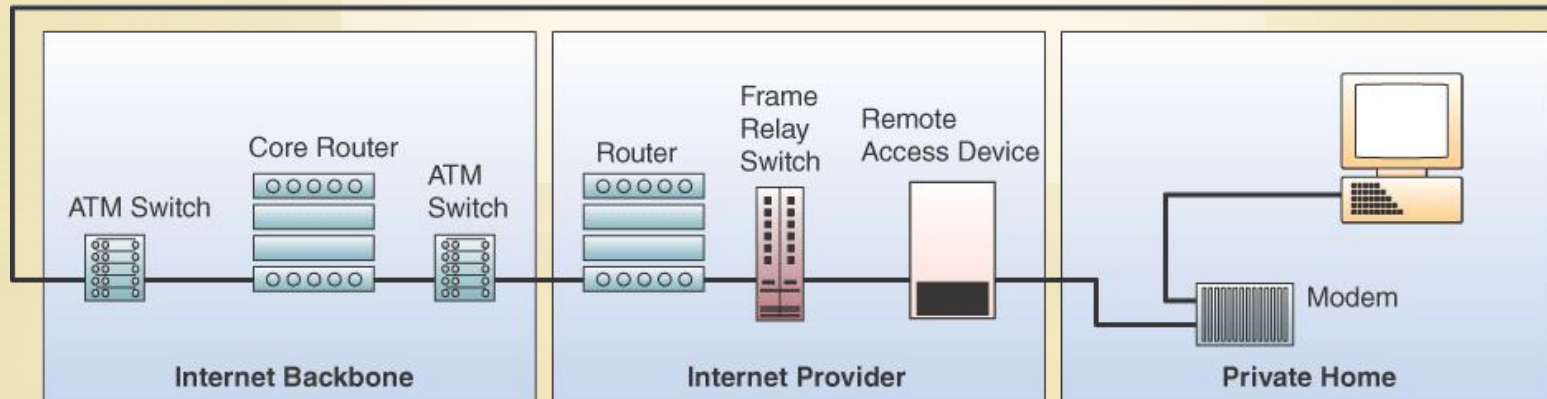 ATM Switch
Core Router
ATM
Switch
Internet Backbone
Router
Frame
Relay
Switch
Remote
Access Device
Internet Provider
Modem
Private Home